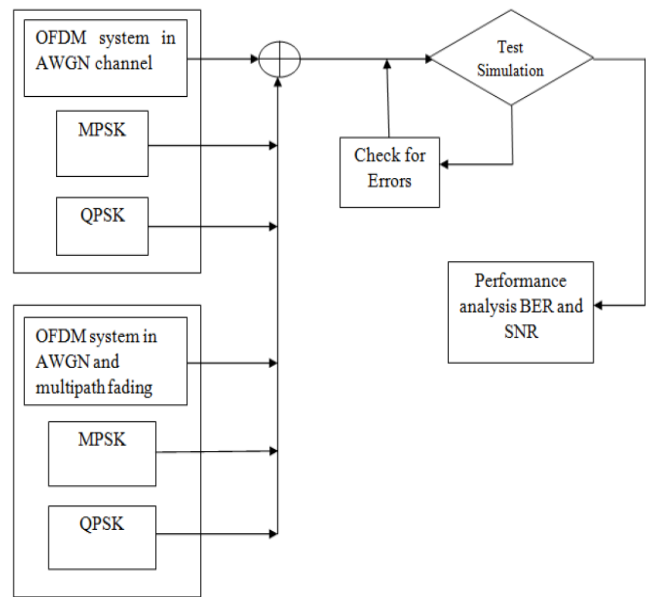 OFDM system in
AWGN channel
MPSK
QPSK
OFDM system in
AWGN and
multipath fading
MPSK
QPSK
Test
Simulation
Check for
Errors
Performance
analysis BER and
SNR